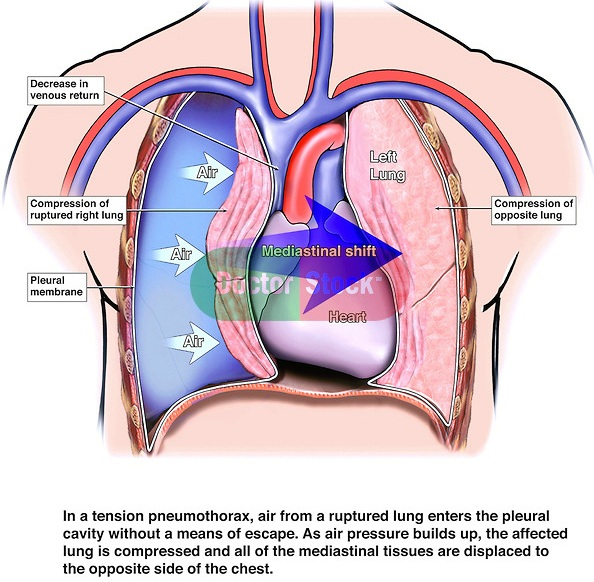 Decrease in
venous return
Air
Left
Lung
Compression of
ruptured right lung
Compression of
opposite lung
Air
Mediastinal shift
Pleural
membrane
Doctor Stock
Heart
Air
In a tension pneumothorax, air from a ruptured lung enters the pleural
cavity without a means of escape. As air pressure builds up, the affected
lung is compressed and all of the mediastinal tissues are displaced to
the opposite side of the chest.